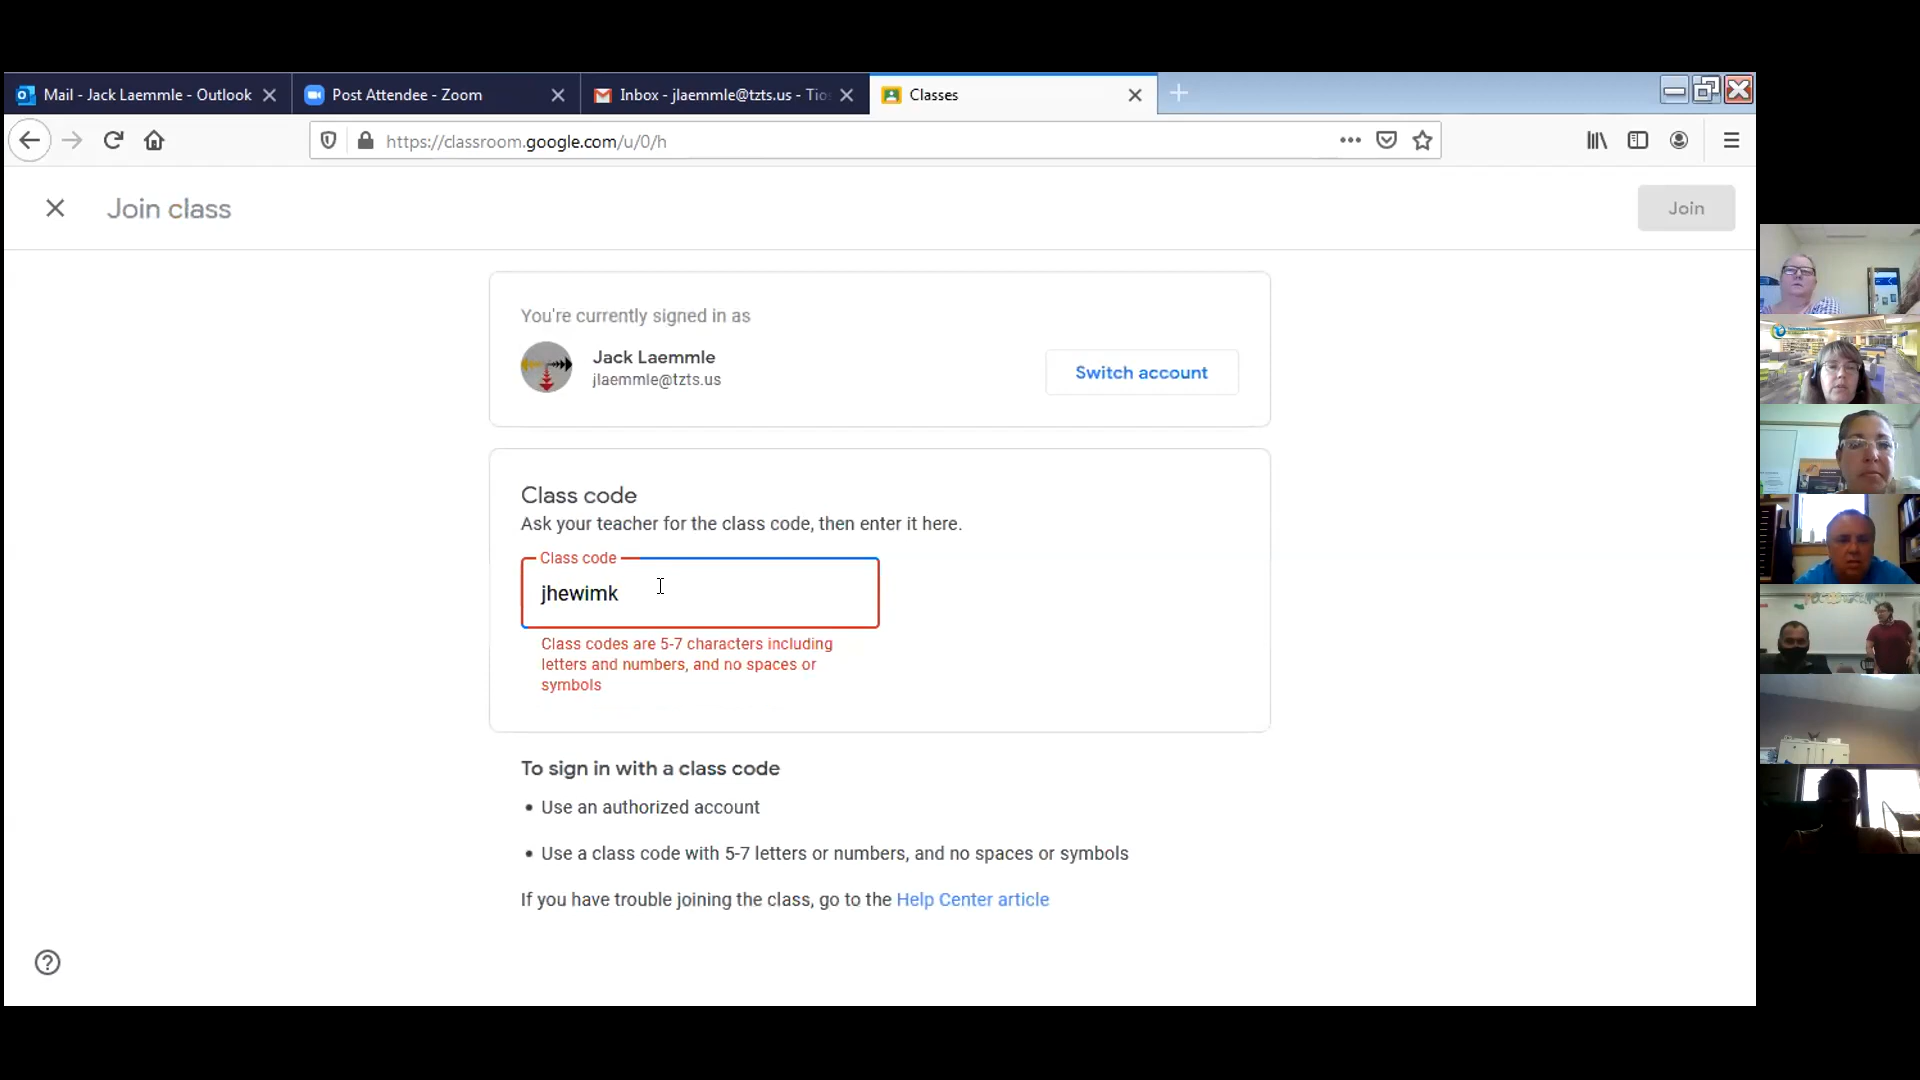 Mail - Jack Laemmle - Outlook
Post Attendee - Zoom
Inbox - jlaemmle@tzts.us - Tios
Classes
https://classroom.google.com/u/0/h
Join class
Join
You're currently signed in as
Jack Laemmle
jlaemmle@tzts.us
Switch account
Class code
Ask your teacher for the class code, then enter it here.
Class code
jhewimk
Class codes are 5-7 characters including
letters and numbers, and no spaces or
symbols
To sign in with a class code
• Use an authorized account
• Use a class code with 5-7 letters or numbers, and no spaces or symbols
If you have trouble joining the class, go to the Help Center article